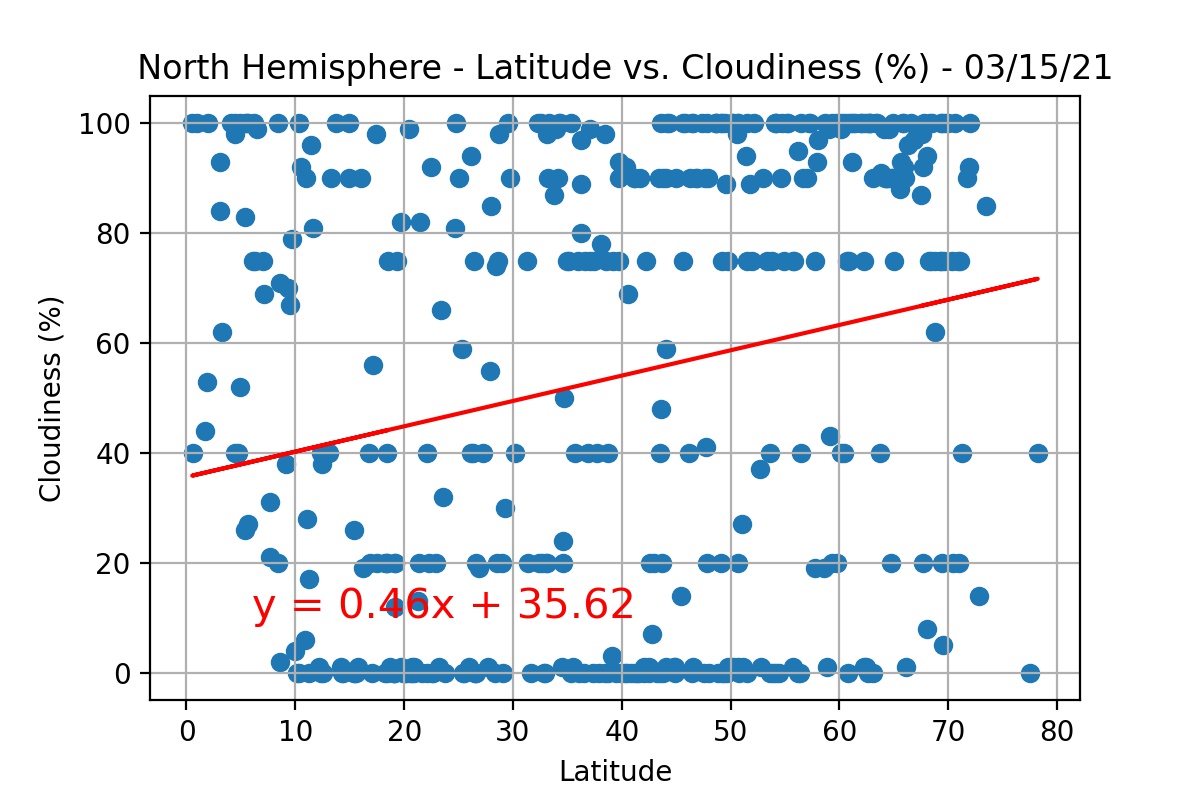 North Hemisphere - Latitude vs. Cloudiness (%) - 03/15/21
100
80
60
40
20
0
Cloudiness (%)
y = 0.46x + 35.62
0 10 20 30 40 50 60 70 80
Latitude